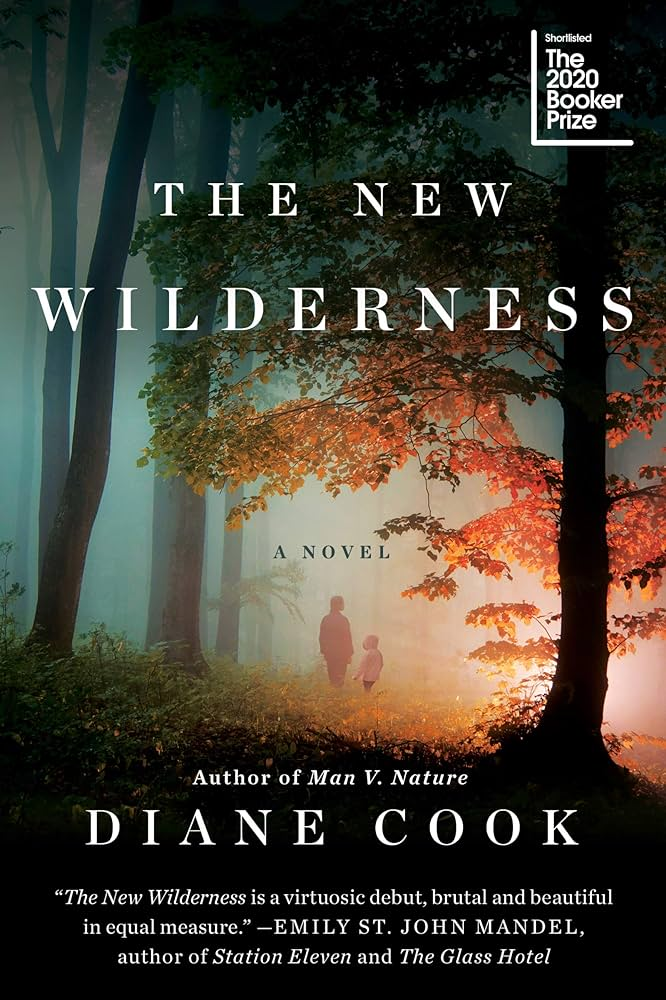 Shortlisted
The
2020
Booker
Prize
THE NEW
WILDERNESS
A NOVEL
Author of Man V. Nature
DIANE COOK
“The New Wilderness is a virtuosic debut, brutal and beautiful
in equal measure.” —EMILY ST. JOHN MANDEL,
author of Station Eleven and The Glass Hotel